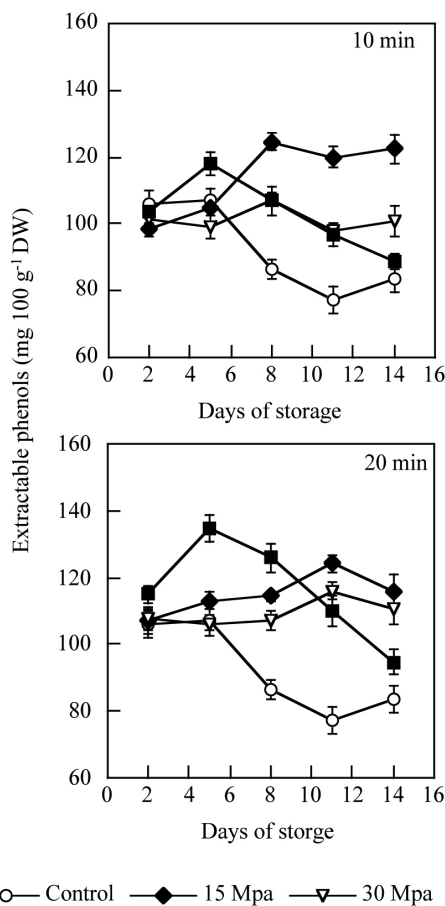 160
10 min
140
120
100
80
60
0 2 4 6 8 10 12 14 16
Days of storage
Extractable phenols (mg 100 g-1 DW)
160
20 min
140
120
100
80
60
0 2 4 6 8 10 12 14 16
Days of storge
Control 15 Mpa 30 Mpa